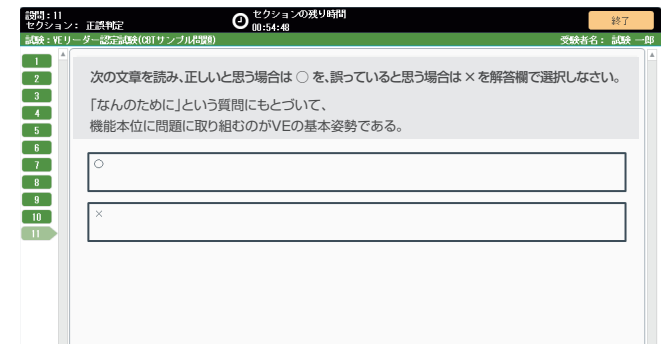 設問：11
セクション： 正誤判定
セクションの残り時間
00:54:48
終了
試験：VEリーダー認定試験(CBTサンプル問題)
受験者名： 試験 一郎
1
2
3
4
5
6
7
8
9
10
11
次の文章を読み、正しいと思う場合は ○ を、誤っていると思う場合は × を解答欄で選択しなさい。
「なんのために」という質問にもとづいて、
機能本位に問題に取り組むのがVEの基本姿勢である。
○
×